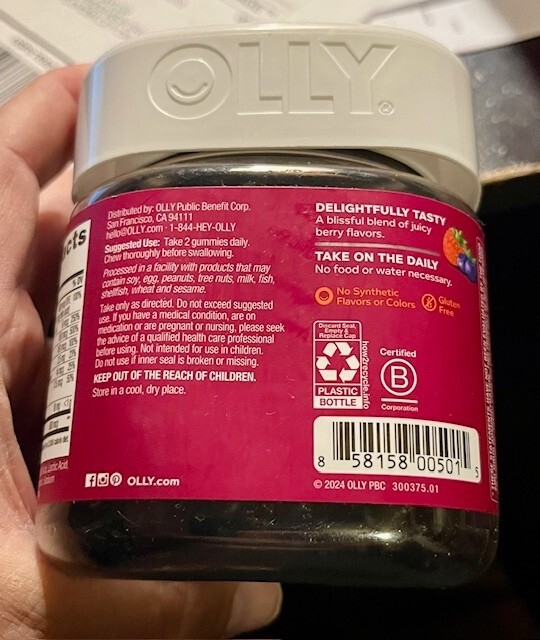 OLLY®
cts
Distributed by: OLLY Public Benefit Corp.
San Francisco, CA 94111
hello@OLLY.com · 1-844-HEY-OLLY
Suggested Use: Take 2 gummies daily.
Chew thoroughly before swallowing.
Processed in a facility with products that may
contain soy, egg, peanuts, tree nuts, milk, fish,
shellfish, wheat and sesame.
Take only as directed. Do not exceed suggested
use. If you have a medical condition, are on
medication or are pregnant or nursing, please seek
the advice of a qualified health care professional
before using. Not intended for use in children.
Do not use if inner seal is broken or missing.
KEEP OUT OF THE REACH OF CHILDREN.
Store in a cool, dry place.
OLLY.com
DELIGHTFULLY TASTY
A blissful blend of juicy
berry flavors.
TAKE ON THE DAILY
No food or water necessary.
No Synthetic
Flavors or Colors
Gluten
Free
Discard Seal,
Empty &
Replace Cap
PLASTIC
BOTTLE
how2recycle.info
Certified
B
Corporation
8 58158 00501 5
© 2024 OLLY PBC 300375.01